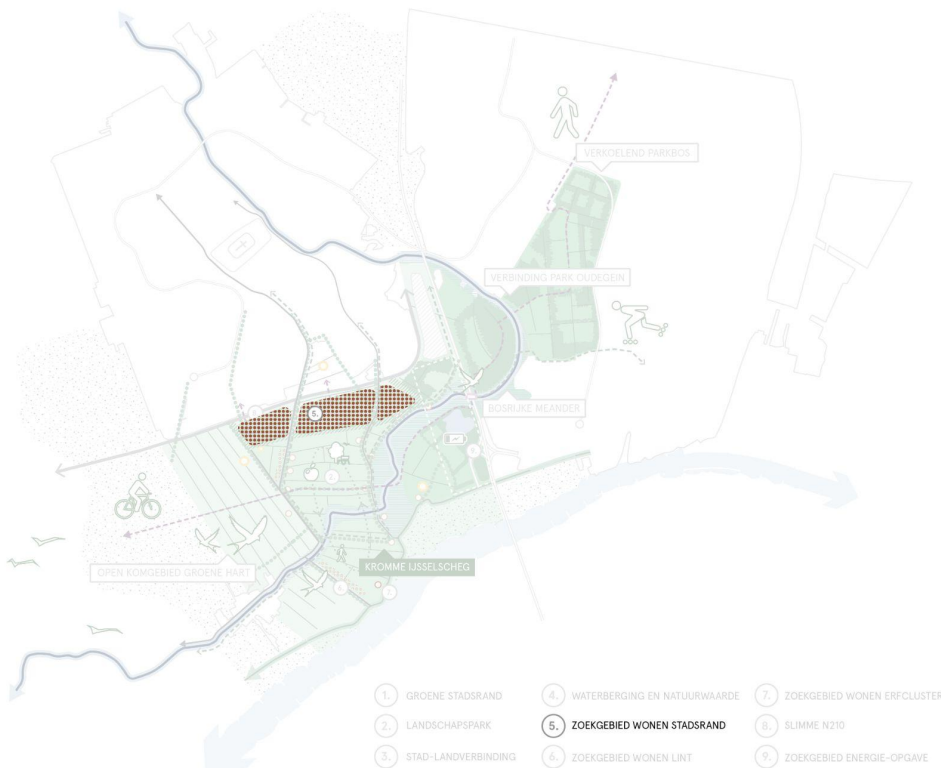 VERKOELEND PARKBOS
VERBINDING PARK OUDEGEIN
5.
BOSRIJKE MEANDER
KROMME IJSSELSCHEG
OPEN KOMGEBIED GROENE HART
1. GROENE STADSRAND
2. LANDSCHAPSPARK
3. STAD-LANDVERBINDING
4. WATERBERGING EN NATUURWAARDE
5. ZOEKGEBIED WONEN STADSRAND
6. ZOEKGEBIED WONEN LINT
7. ZOEKGEBIED WONEN ERFCLUSTER
8. SLIMME N210
9. ZOEKGEBIED ENERGIE-OPGAVE